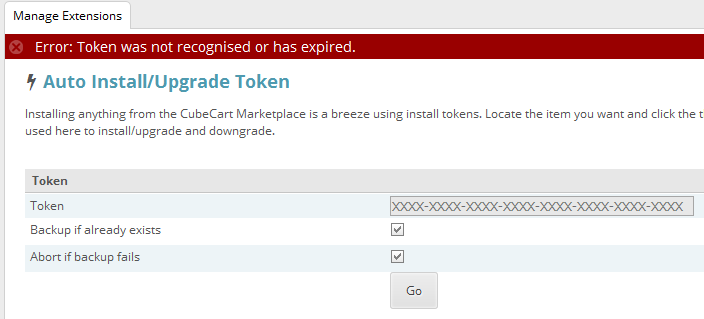 Manage Extensions
Error: Token was not recognised or has expired.
Auto Install/Upgrade Token
Installing anything from the CubeCart Marketplace is a breeze using install tokens. Locate the item you want and click the t
used here to install/upgrade and downgrade.
Token
Token XXXX-XXXX-XXXX-XXXX-XXXX-XXXX-XXXX-XXXX
Backup if already exists
Abort if backup fails
Go